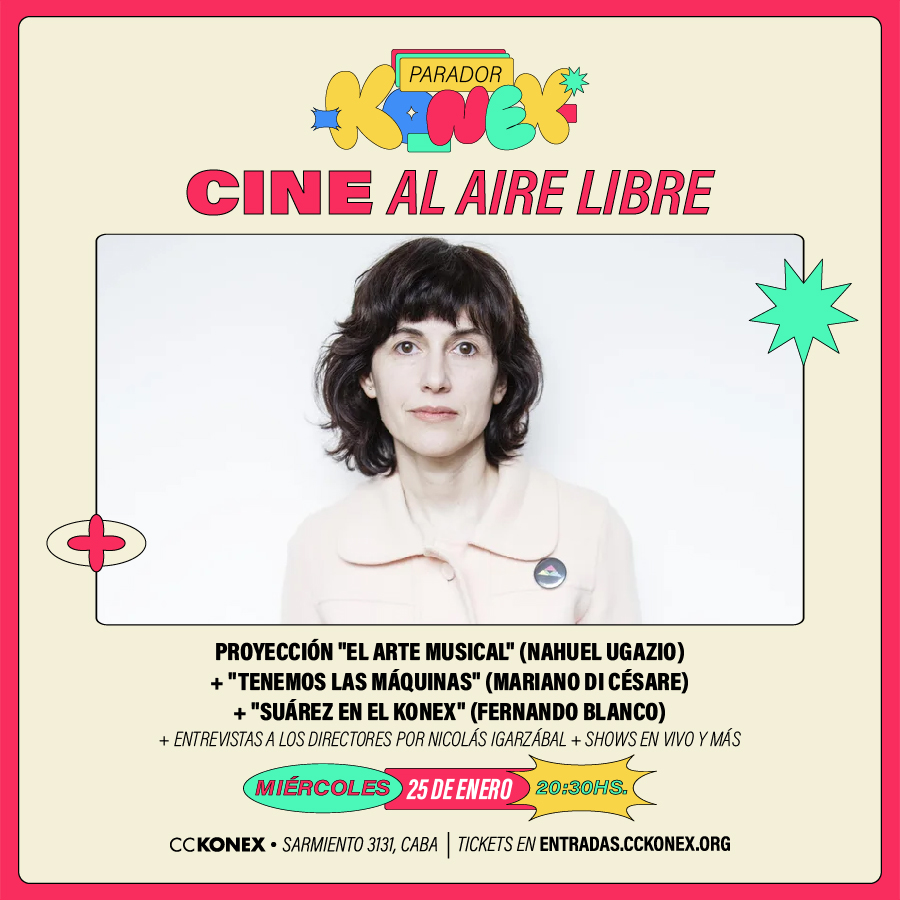 PARADOR
KONEX
CINE AL AIRE LIBRE
PROYECCIÓN "EL ARTE MUSICAL" (NAHUEL UGAZIO)
+ "TENEMOS LAS MÁQUINAS" (MARIANO DI CÉSARE)
+ "SUÁREZ EN EL KONEX" (FERNANDO BLANCO)
+ ENTREVISTAS A LOS DIRECTORES POR NICOLÁS IGARZÁBAL + SHOWS EN VIVO Y MÁS
MIÉRCOLES 25 DE ENERO 20:30HS.
CCKONEX • SARMIENTO 3131, CABA | TICKETS EN ENTRADAS.CCKONEX.ORG